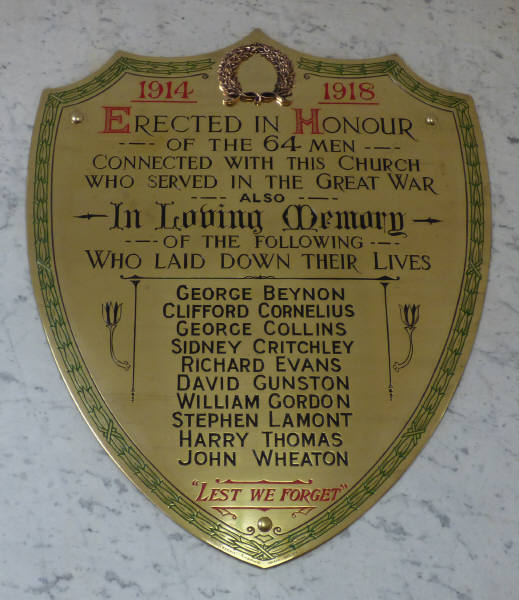 1914 1918
ERECTED IN HONOUR
OF THE 64 MEN
CONNECTED WITH THIS CHURCH
WHO SERVED IN THE GREAT WAR
ALSO
In Loving Memory
OF THE FOLLOWING
WHO LAID DOWN THEIR LIVES
GEORGE BEYNON
CLIFFORD CORNELIUS
GEORGE COLLINS
SIDNEY CRITCHLEY
RICHARD EVANS
DAVID GUNSTON
WILLIAM GORDON
STEPHEN LAMONT
HARRY THOMAS
JOHN WHEATON
"LEST WE FORGET"